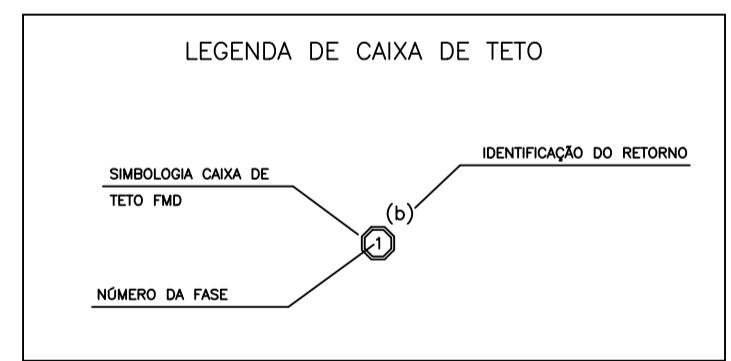 LEGENDA DE CAIXA DE TETO
IDENTIFICAÇÃO DO RETORNO
SIMBOLOGIA CAIXA DE
TETO FMD
(b)
1
NÚMERO DA FASE